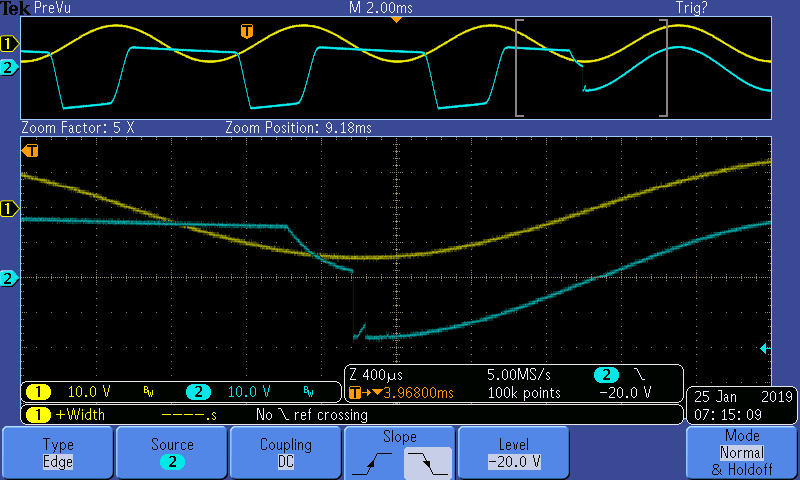 Tek PreVu M 2.00ms Trig?
T
1
2
Zoom Factor: 5 X Zoom Position: 9.18ms
T
1
2
1 10.0 V BW 2 10.0 V BW
Z 400µs 5.00MS/s 2
T→▼3.96800ms 100k points −20.0 V
1 +Width −−−−.s No ref crossing
25 Jan 2019
07:15:09
Type
Edge
Source
2
Coupling
DC
Slope
Level
−20.0 V
Mode
Normal
& Holdoff